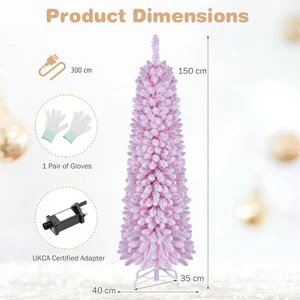 Product Dimensions
300 cm
150 cm
1 Pair of Gloves
UKCA Certified Adapter
40 cm
35 cm